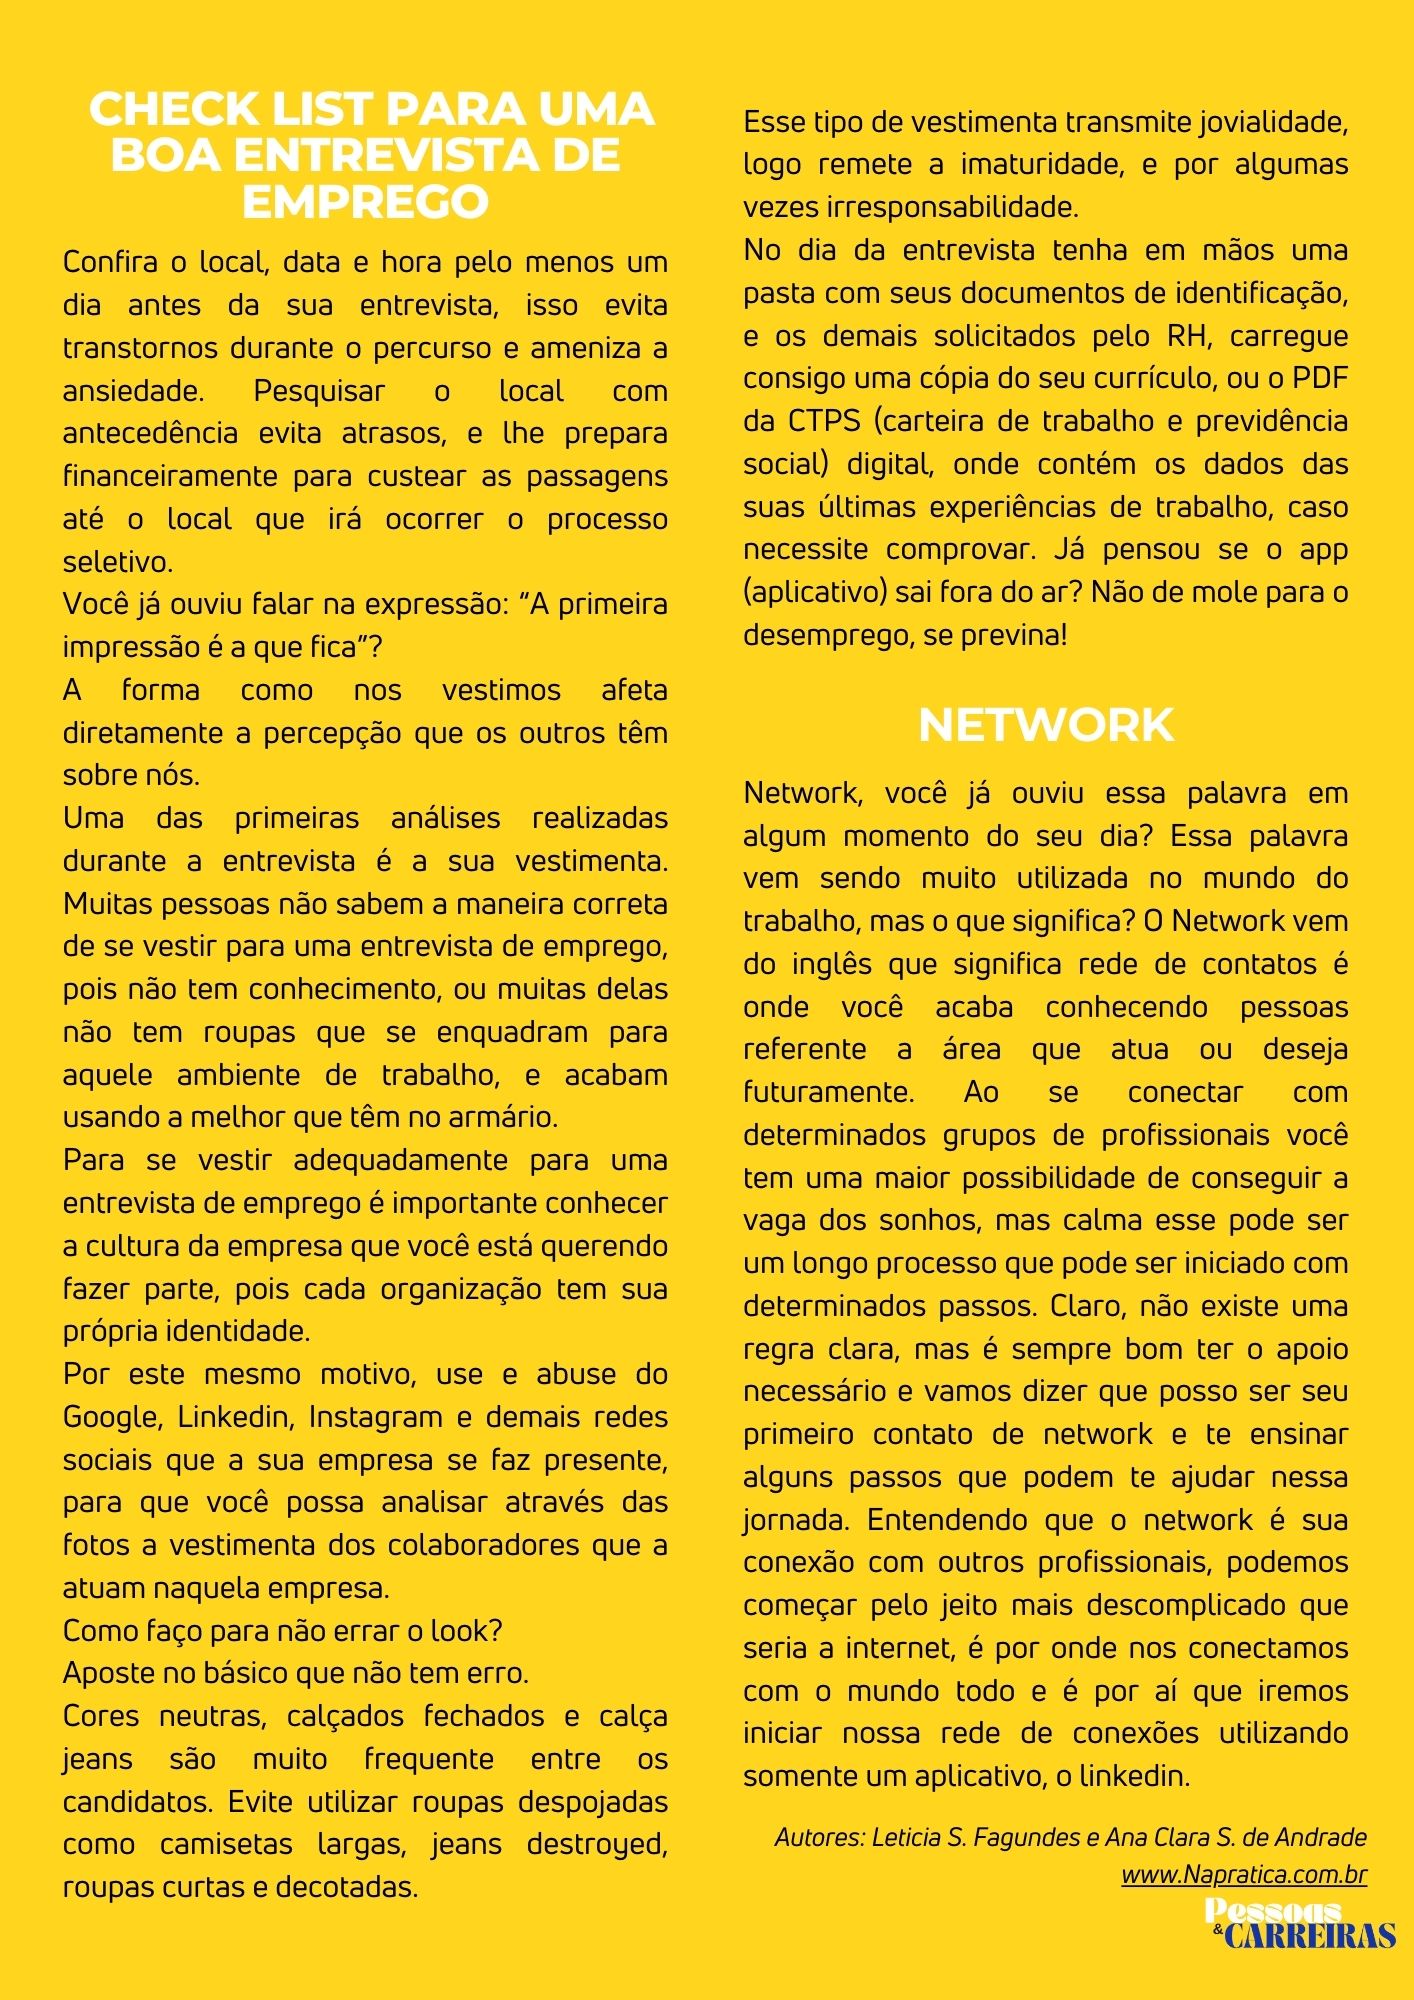 CHECK LIST PARA UMA
BOA ENTREVISTA DE
EMPREGO
Confira o local, data e hora pelo menos um
dia antes da sua entrevista, isso evita
transtornos durante o percurso e ameniza a
ansiedade. Pesquisar o local com
antecedência evita atrasos, e lhe prepara
financeiramente para custear as passagens
até o local que irá ocorrer o processo
seletivo.
Você já ouviu falar na expressão: “A primeira
impressão é a que fica”?
A forma como nos vestimos afeta
diretamente a percepção que os outros têm
sobre nós.
Uma das primeiras análises realizadas
durante a entrevista é a sua vestimenta.
Muitas pessoas não sabem a maneira correta
de se vestir para uma entrevista de emprego,
pois não tem conhecimento, ou muitas delas
não tem roupas que se enquadram para
aquele ambiente de trabalho, e acabam
usando a melhor que têm no armário.
Para se vestir adequadamente para uma
entrevista de emprego é importante conhecer
a cultura da empresa que você está querendo
fazer parte, pois cada organização tem sua
própria identidade.
Por este mesmo motivo, use e abuse do
Google, Linkedin, Instagram e demais redes
sociais que a sua empresa se faz presente,
para que você possa analisar através das
fotos a vestimenta dos colaboradores que a
atuam naquela empresa.
Como faço para não errar o look?
Aposte no básico que não tem erro.
Cores neutras, calçados fechados e calça
jeans são muito frequente entre os
candidatos. Evite utilizar roupas despojadas
como camisetas largas, jeans destroyed,
roupas curtas e decotadas.
Esse tipo de vestimenta transmite jovialidade,
logo remete a imaturidade, e por algumas
vezes irresponsabilidade.
No dia da entrevista tenha em mãos uma
pasta com seus documentos de identificação,
e os demais solicitados pelo RH, carregue
consigo uma cópia do seu currículo, ou o PDF
da CTPS (carteira de trabalho e previdência
social) digital, onde contém os dados das
suas últimas experiências de trabalho, caso
necessite comprovar. Já pensou se o app
(aplicativo) sai fora do ar? Não de mole para o
desemprego, se previna!
NETWORK
Network, você já ouviu essa palavra em
algum momento do seu dia? Essa palavra
vem sendo muito utilizada no mundo do
trabalho, mas o que significa? O Network vem
do inglês que significa rede de contatos é
onde você acaba conhecendo pessoas
referente a área que atua ou deseja
futuramente. Ao se conectar com
determinados grupos de profissionais você
tem uma maior possibilidade de conseguir a
vaga dos sonhos, mas calma esse pode ser
um longo processo que pode ser iniciado com
determinados passos. Claro, não existe uma
regra clara, mas é sempre bom ter o apoio
necessário e vamos dizer que posso ser seu
primeiro contato de network e te ensinar
alguns passos que podem te ajudar nessa
jornada. Entendendo que o network é sua
conexão com outros profissionais, podemos
começar pelo jeito mais descomplicado que
seria a internet, é por onde nos conectamos
com o mundo todo e é por aí que iremos
iniciar nossa rede de conexões utilizando
somente um aplicativo, o linkedin.
Autores: Leticia S. Fagundes e Ana Clara S. de Andrade
www.Napratica.com.br
Pessoas
&CARREIRAS